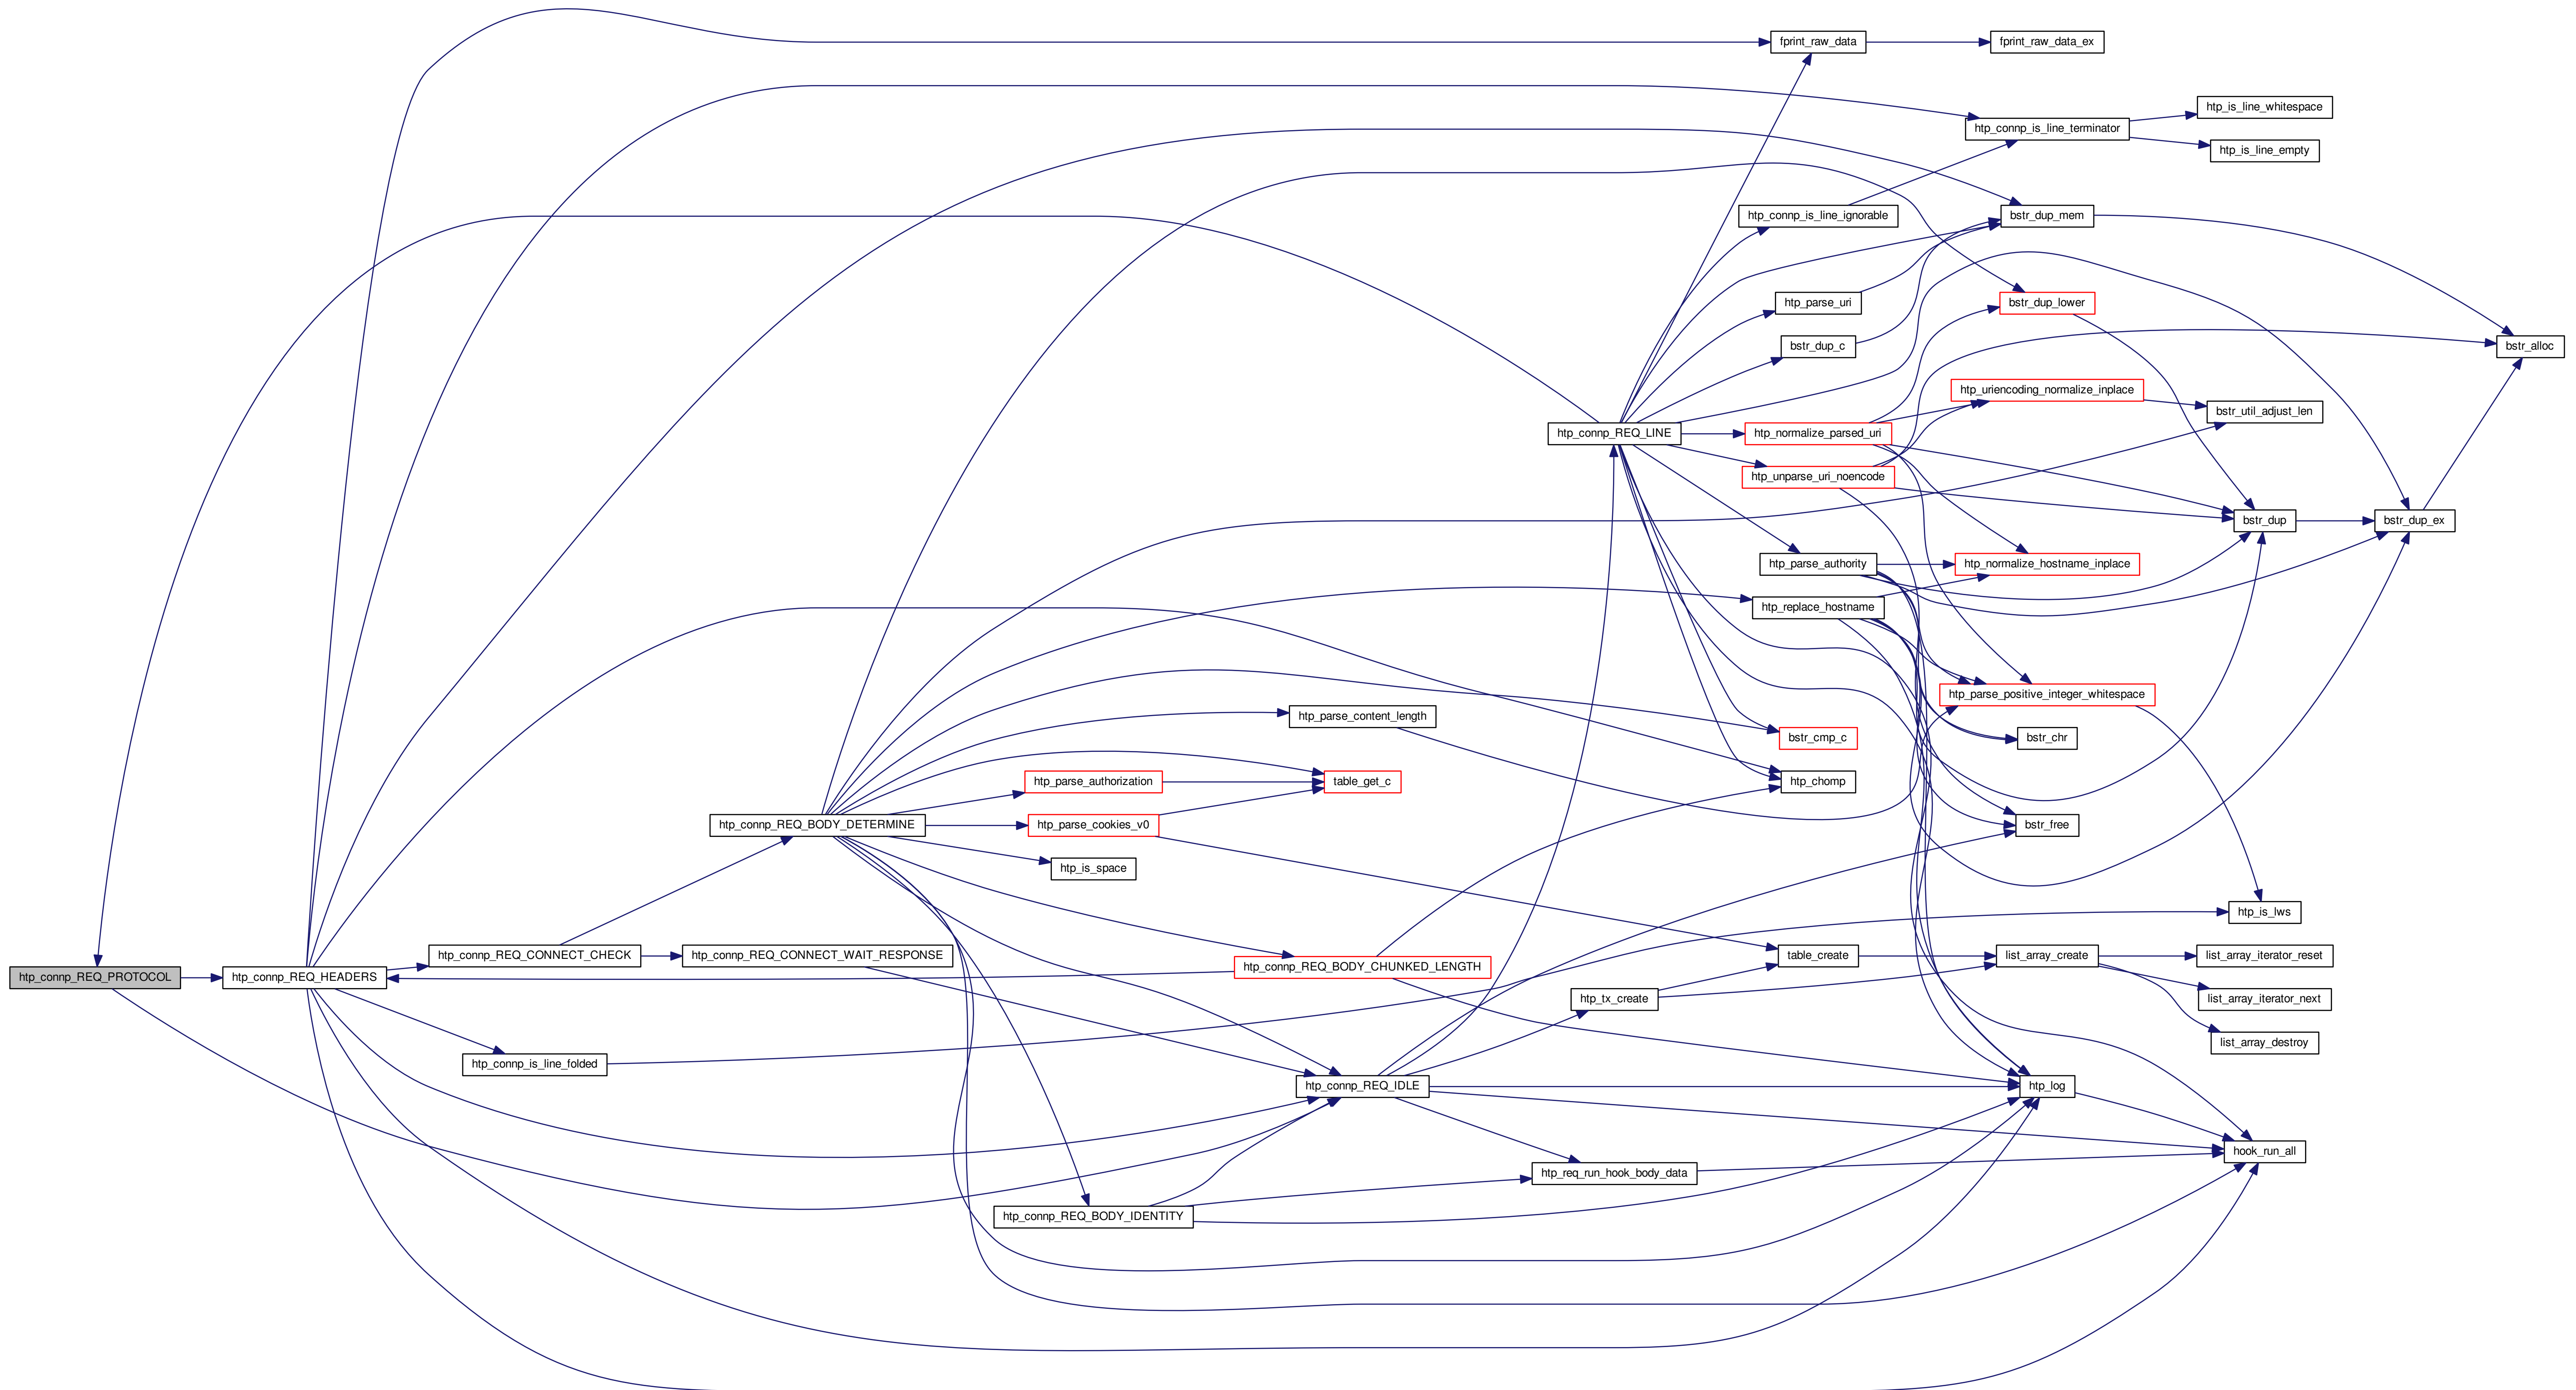 fprint_raw_data
fprint_raw_data_ex
htp_is_line_whitespace
htp_connp_is_line_terminator
htp_is_line_empty
htp_connp_is_line_ignorable
bstr_dup_mem
htp_parse_uri
bstr_dup_lower
bstr_dup_c
bstr_alloc
htp_uriencoding_normalize_inplace
bstr_util_adjust_len
htp_connp_REQ_LINE
htp_normalize_parsed_uri
htp_unparse_uri_noencode
bstr_dup
bstr_dup_ex
htp_parse_authority
htp_normalize_hostname_inplace
htp_replace_hostname
htp_parse_positive_integer_whitespace
htp_parse_content_length
bstr_cmp_c
bstr_chr
htp_parse_authorization
table_get_c
htp_chomp
htp_connp_REQ_BODY_DETERMINE
htp_parse_cookies_v0
bstr_free
htp_is_space
htp_is_lws
htp_connp_REQ_CONNECT_CHECK
htp_connp_REQ_CONNECT_WAIT_RESPONSE
table_create
list_array_create
list_array_iterator_reset
htp_connp_REQ_PROTOCOL
htp_connp_REQ_HEADERS
htp_connp_REQ_BODY_CHUNKED_LENGTH
htp_tx_create
list_array_iterator_next
list_array_destroy
htp_connp_is_line_folded
htp_connp_REQ_IDLE
htp_log
hook_run_all
htp_req_run_hook_body_data
htp_connp_REQ_BODY_IDENTITY